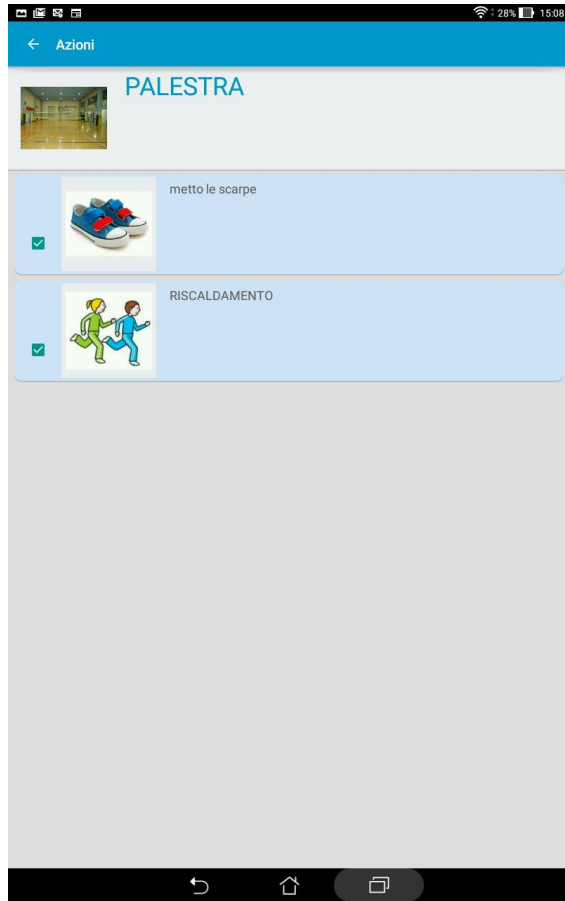 28% 15:08
Azioni
PALESTRA
metto le scarpe
RISCALDAMENTO